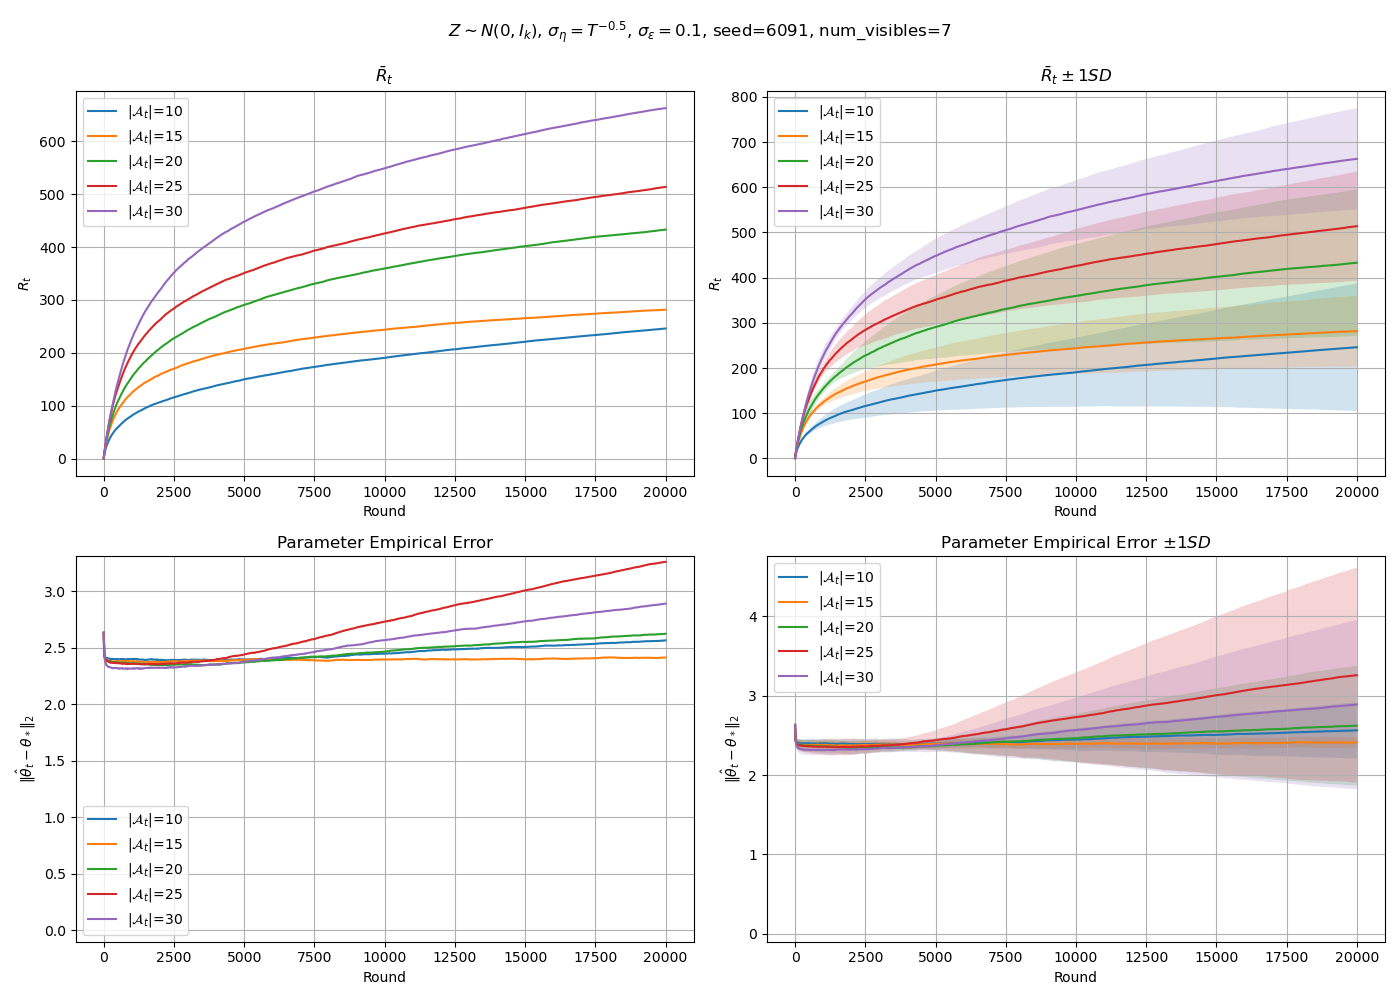 Z ∼ N(0, I_k), σ_η = T^{−0.5}, σ_ε = 0.1, seed=6091, num_visibles=7
R̄_t
|𝒜_t|=10
|𝒜_t|=15
|𝒜_t|=20
|𝒜_t|=25
|𝒜_t|=30
R_t
600
500
400
300
200
100
0
0 2500 5000 7500 10000 12500 15000 17500 20000
Round
R̄_t ± 1SD
|𝒜_t|=10
|𝒜_t|=15
|𝒜_t|=20
|𝒜_t|=25
|𝒜_t|=30
R_t
800
700
600
500
400
300
200
100
0
0 2500 5000 7500 10000 12500 15000 17500 20000
Round
Parameter Empirical Error
‖θ̂_t − θ_*‖_2
3.0
2.5
2.0
1.5
1.0
0.5
0.0
|𝒜_t|=10
|𝒜_t|=15
|𝒜_t|=20
|𝒜_t|=25
|𝒜_t|=30
0 2500 5000 7500 10000 12500 15000 17500 20000
Round
Parameter Empirical Error ±1SD
|𝒜_t|=10
|𝒜_t|=15
|𝒜_t|=20
|𝒜_t|=25
|𝒜_t|=30
‖θ̂_t − θ_*‖_2
4
3
2
1
0
0 2500 5000 7500 10000 12500 15000 17500 20000
Round